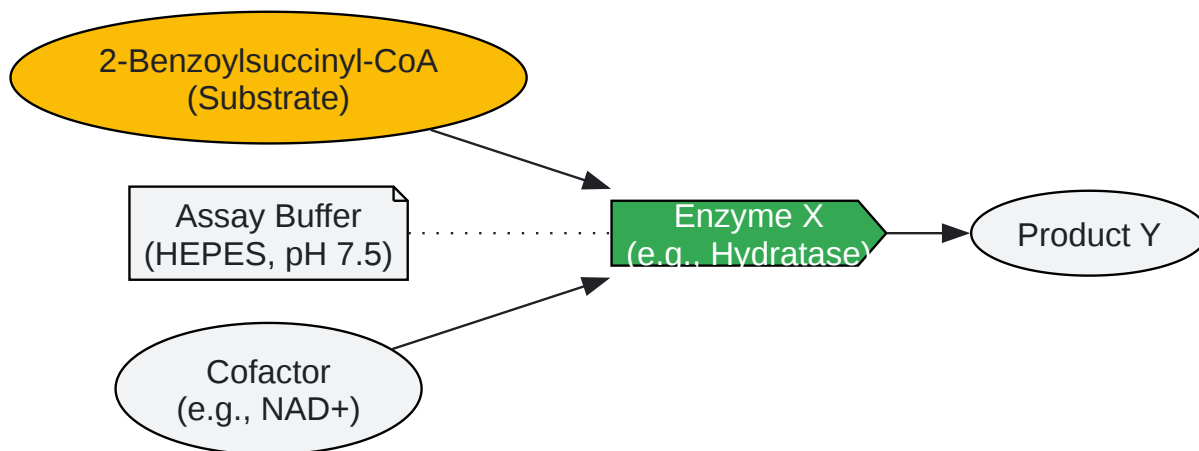 2-Benzoylsuccinyl-CoA
(Substrate)
Assay Buffer
(HEPES, pH 7.5)
Enzyme X
(e.g., Hydratase)
Product Y
Cofactor
(e.g., NAD+)